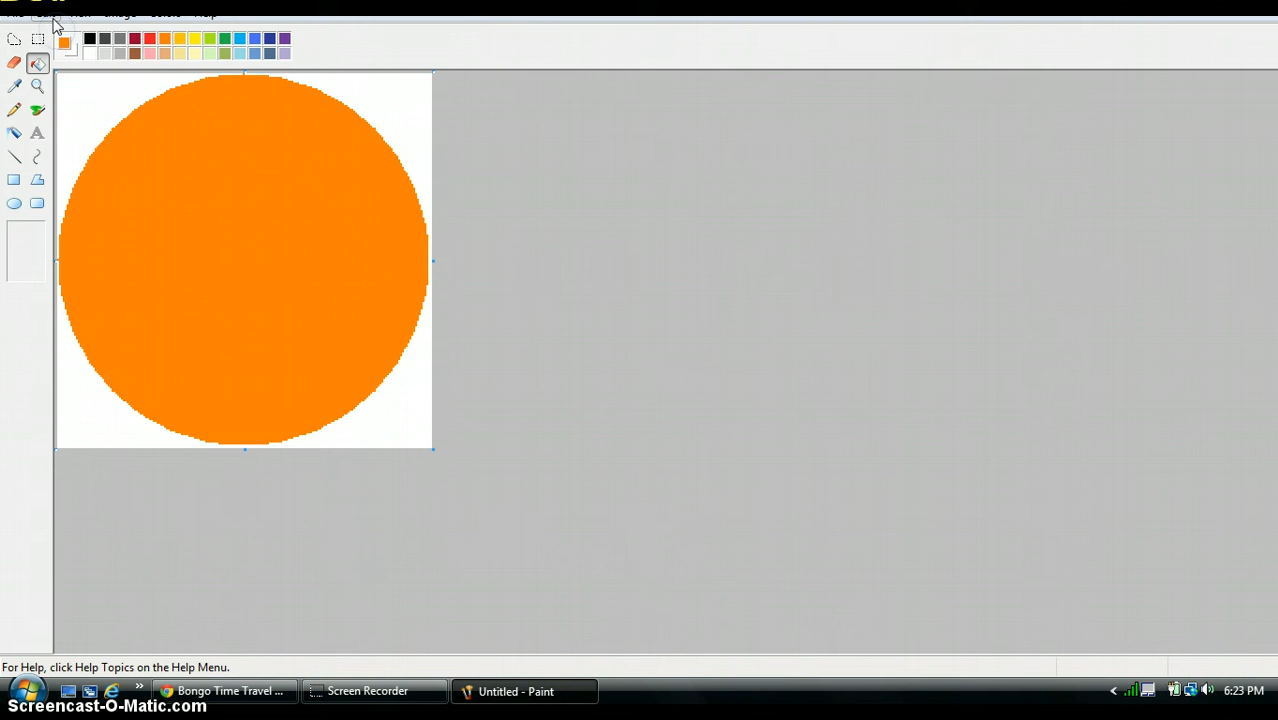 Help
For Help, click Help Topics on the Help Menu.
Bongo Time Travel ...
Screen Recorder
Untitled - Paint
6:23 PM
Screencast-O-Matic.com